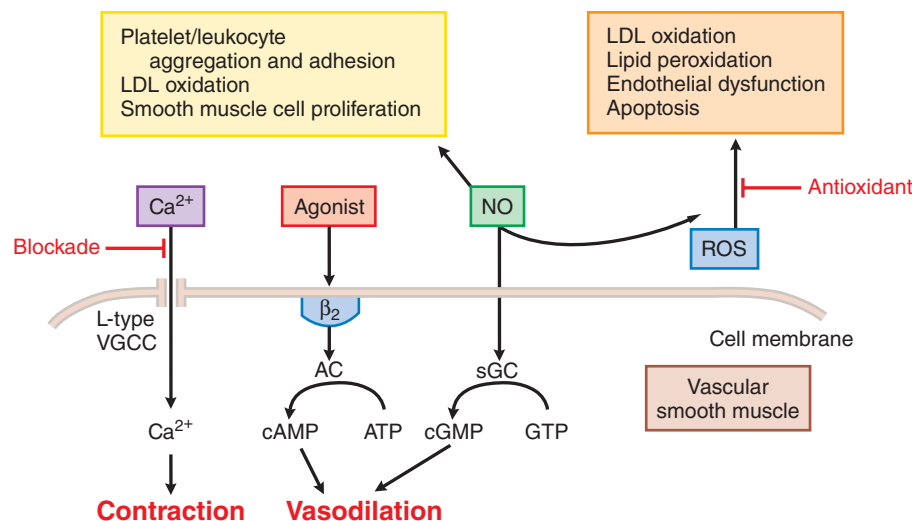 Platelet/leukocyte
aggregation and adhesion
LDL oxidation
Smooth muscle cell proliferation
LDL oxidation
Lipid peroxidation
Endothelial dysfunction
Apoptosis
Antioxidant
Ca²⁺
Agonist
NO
Blockade
ROS
β₂
L-type
VGCC
Cell membrane
AC
sGC
Vascular
smooth muscle
Ca²⁺
cAMP
ATP
cGMP
GTP
Contraction
Vasodilation